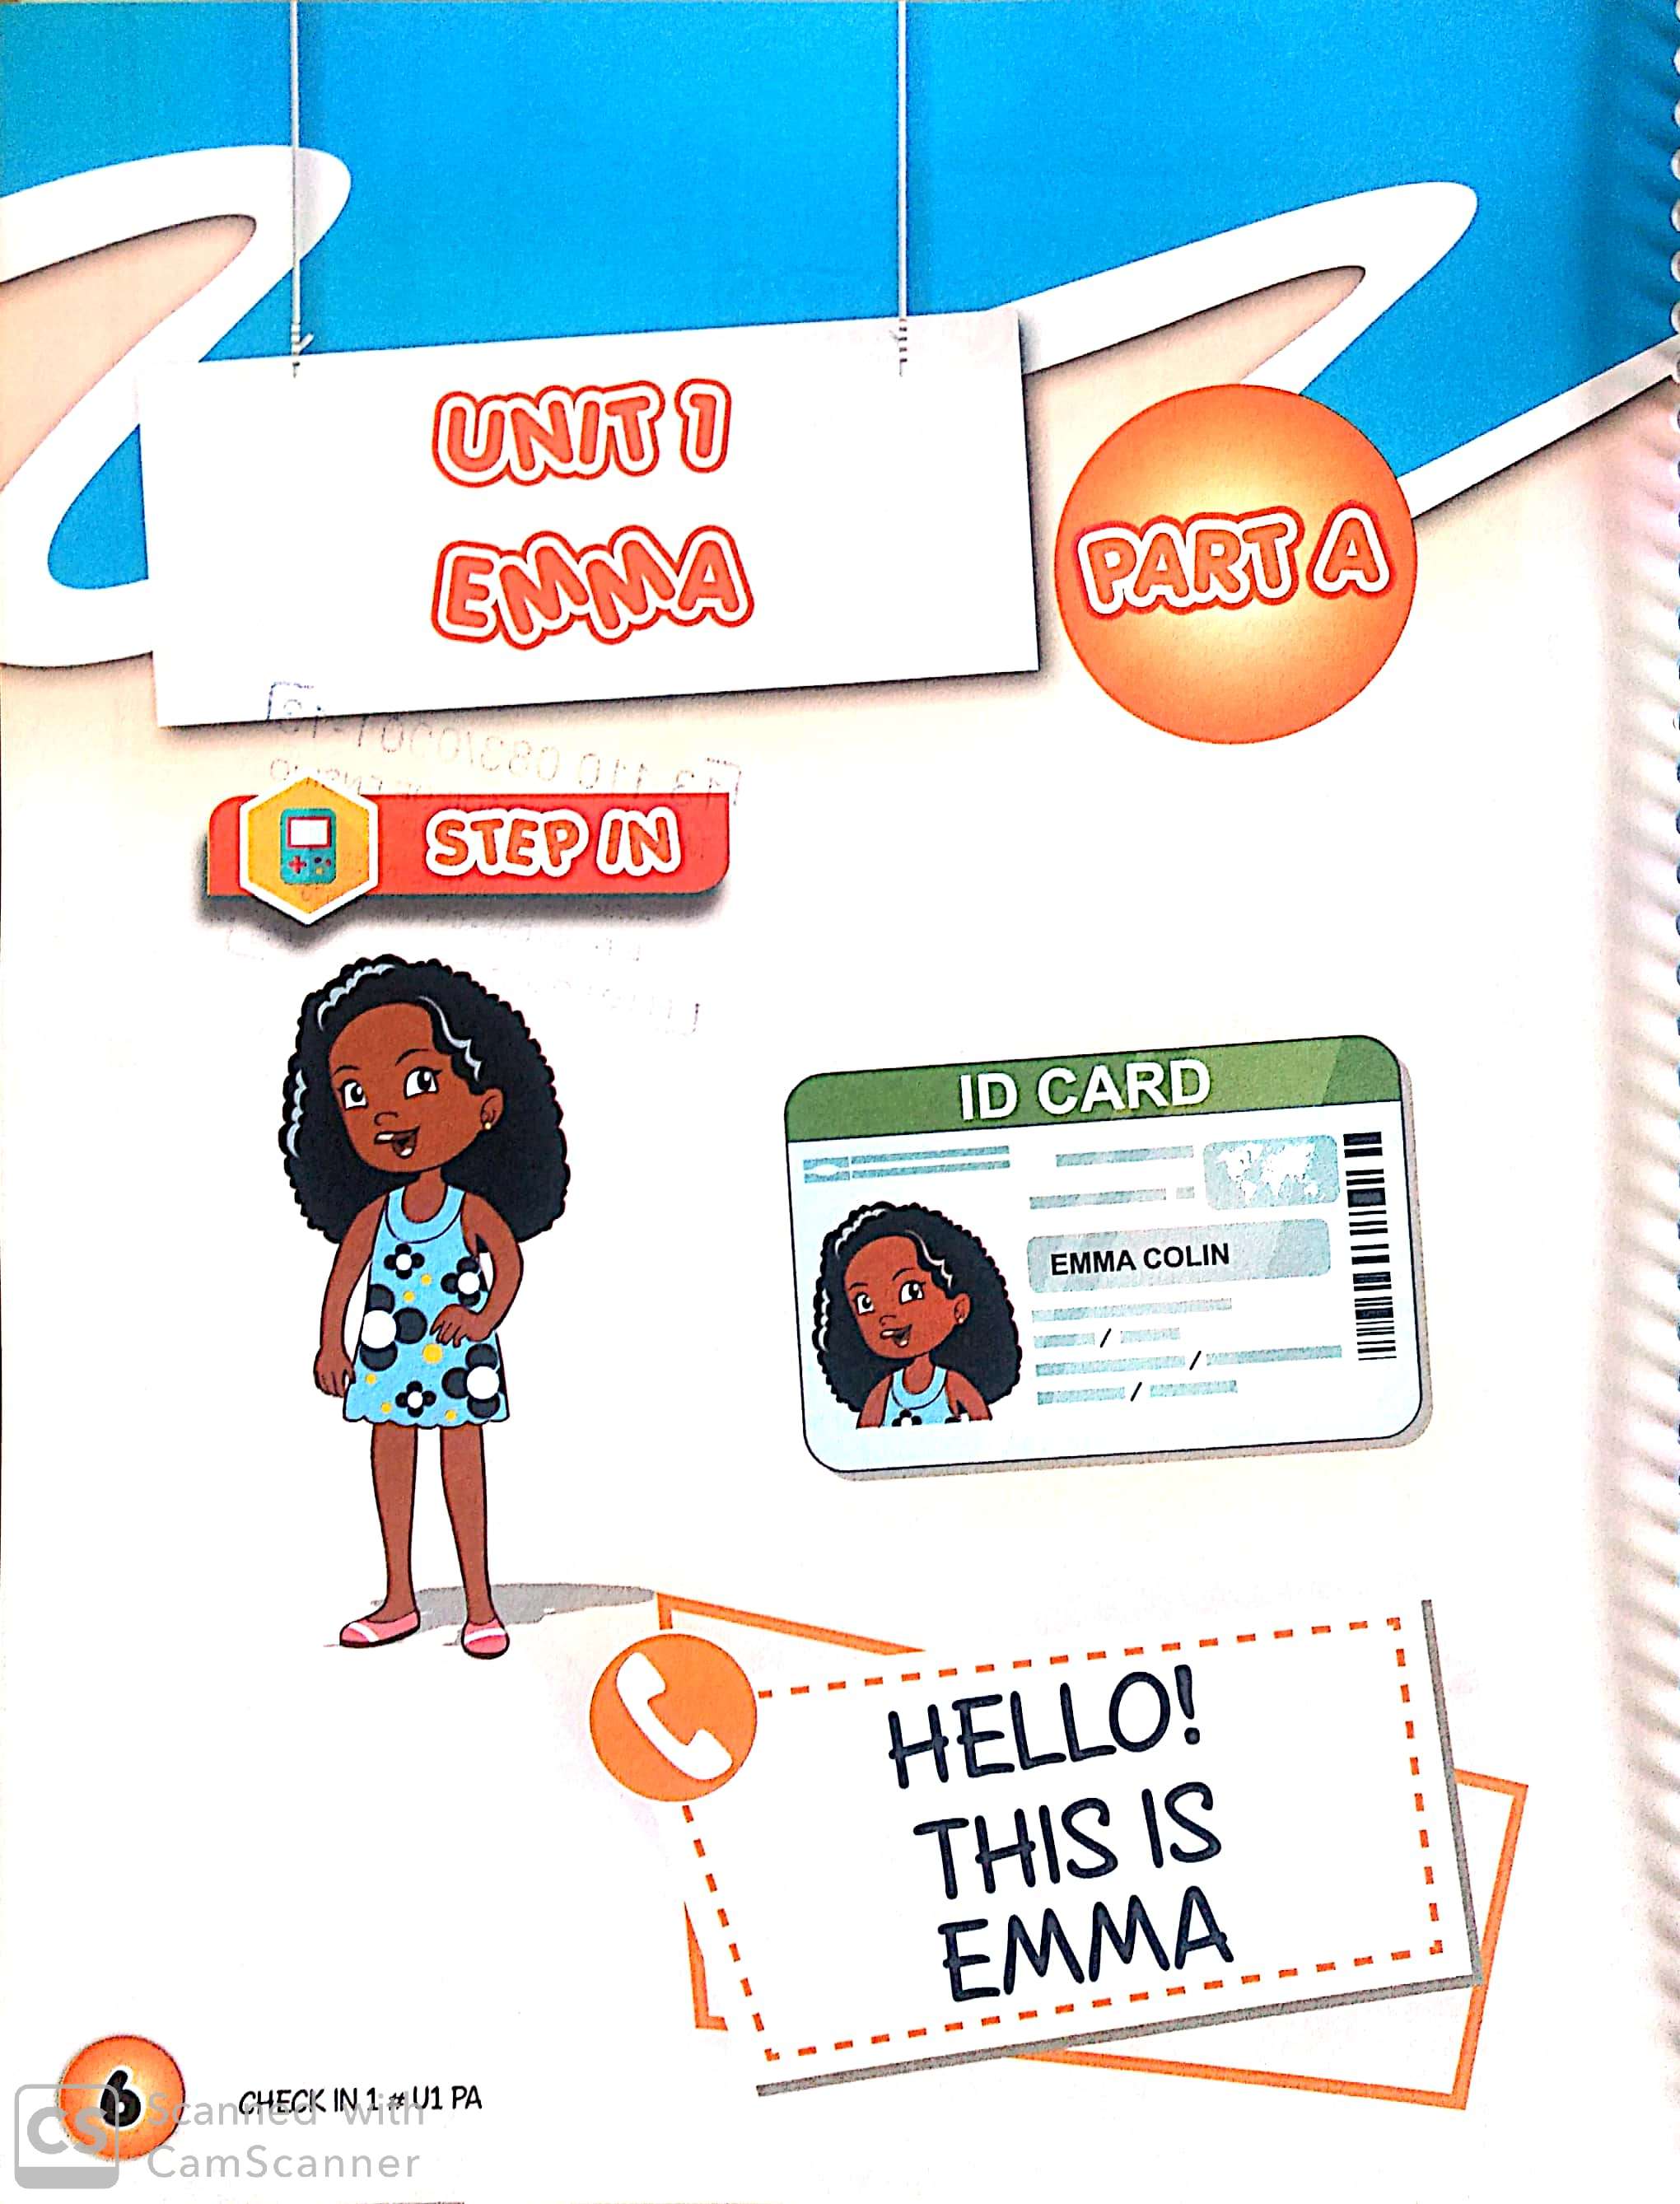 UNIT 1
EMMA
PART A
STEP IN
ID CARD
EMMA COLIN
/
/
/
HELLO!
THIS IS
EMMA
6
CHECK IN 1 # U1 PA
CS
Scanned with
CamScanner